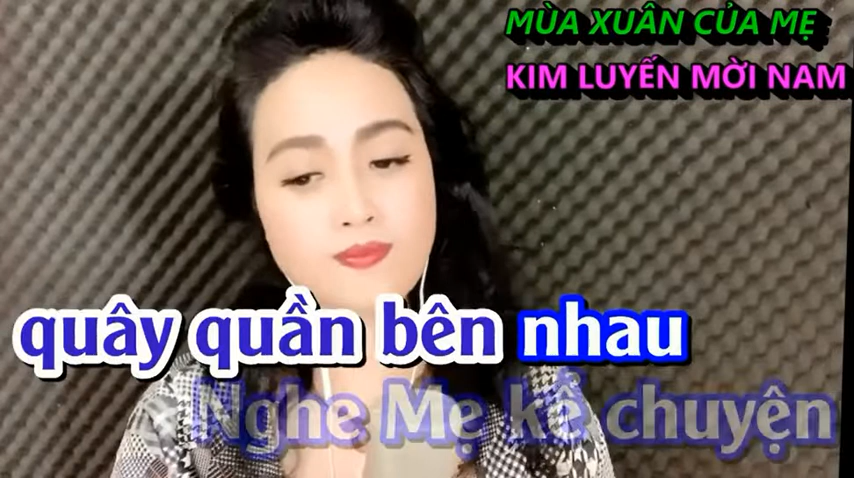 MÙA XUÂN CỦA MẸ
KIM LUYẾN MỜI NAM
quây quần bên nhau
Nghe Mẹ kể chuyện